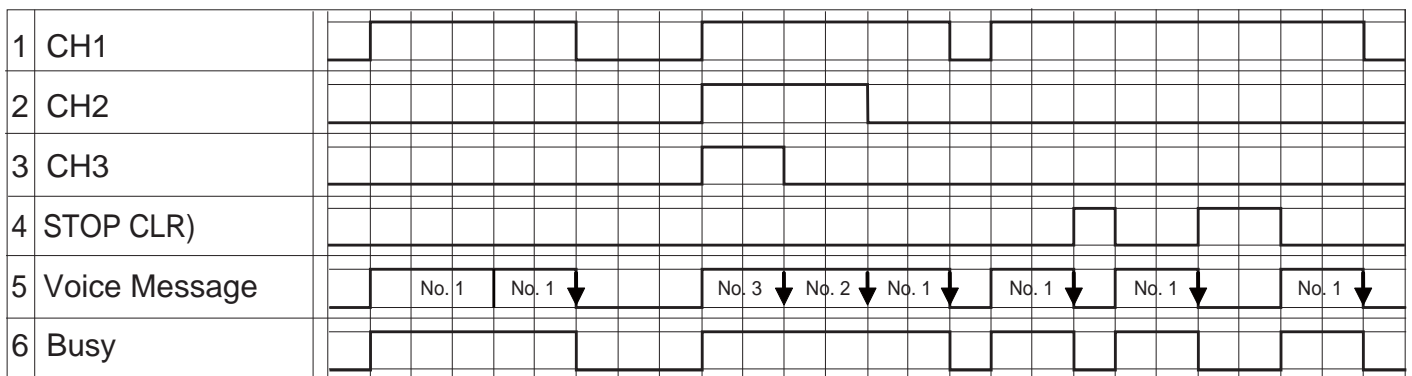 1 CH1
2 CH2
3 CH3
4 STOP CLR)
5 Voice Message No. 1 No. 1 No. 3 No. 2 No. 1 No. 1 No. 1 No. 1
6 Busy